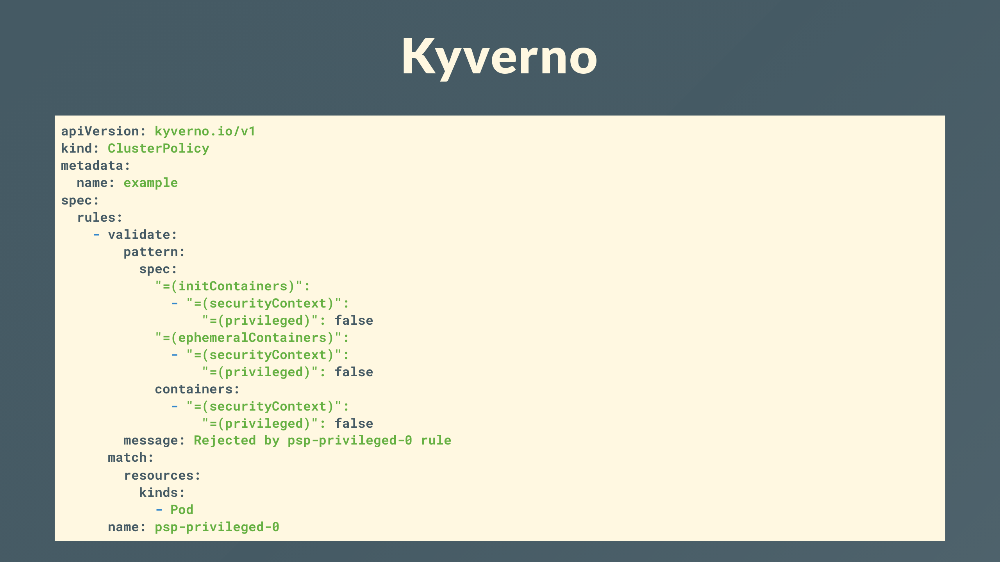 Kyverno
apiVersion: kyverno.io/v1
kind: ClusterPolicy
metadata:
  name: example
spec:
  rules:
    - validate:
        pattern:
          spec:
            "=(initContainers)":
              - "=(securityContext)":
                  "=(privileged)": false
            "=(ephemeralContainers)":
              - "=(securityContext)":
                  "=(privileged)": false
            containers:
              - "=(securityContext)":
                  "=(privileged)": false
        message: Rejected by psp-privileged-0 rule
      match:
        resources:
          kinds:
            - Pod
      name: psp-privileged-0